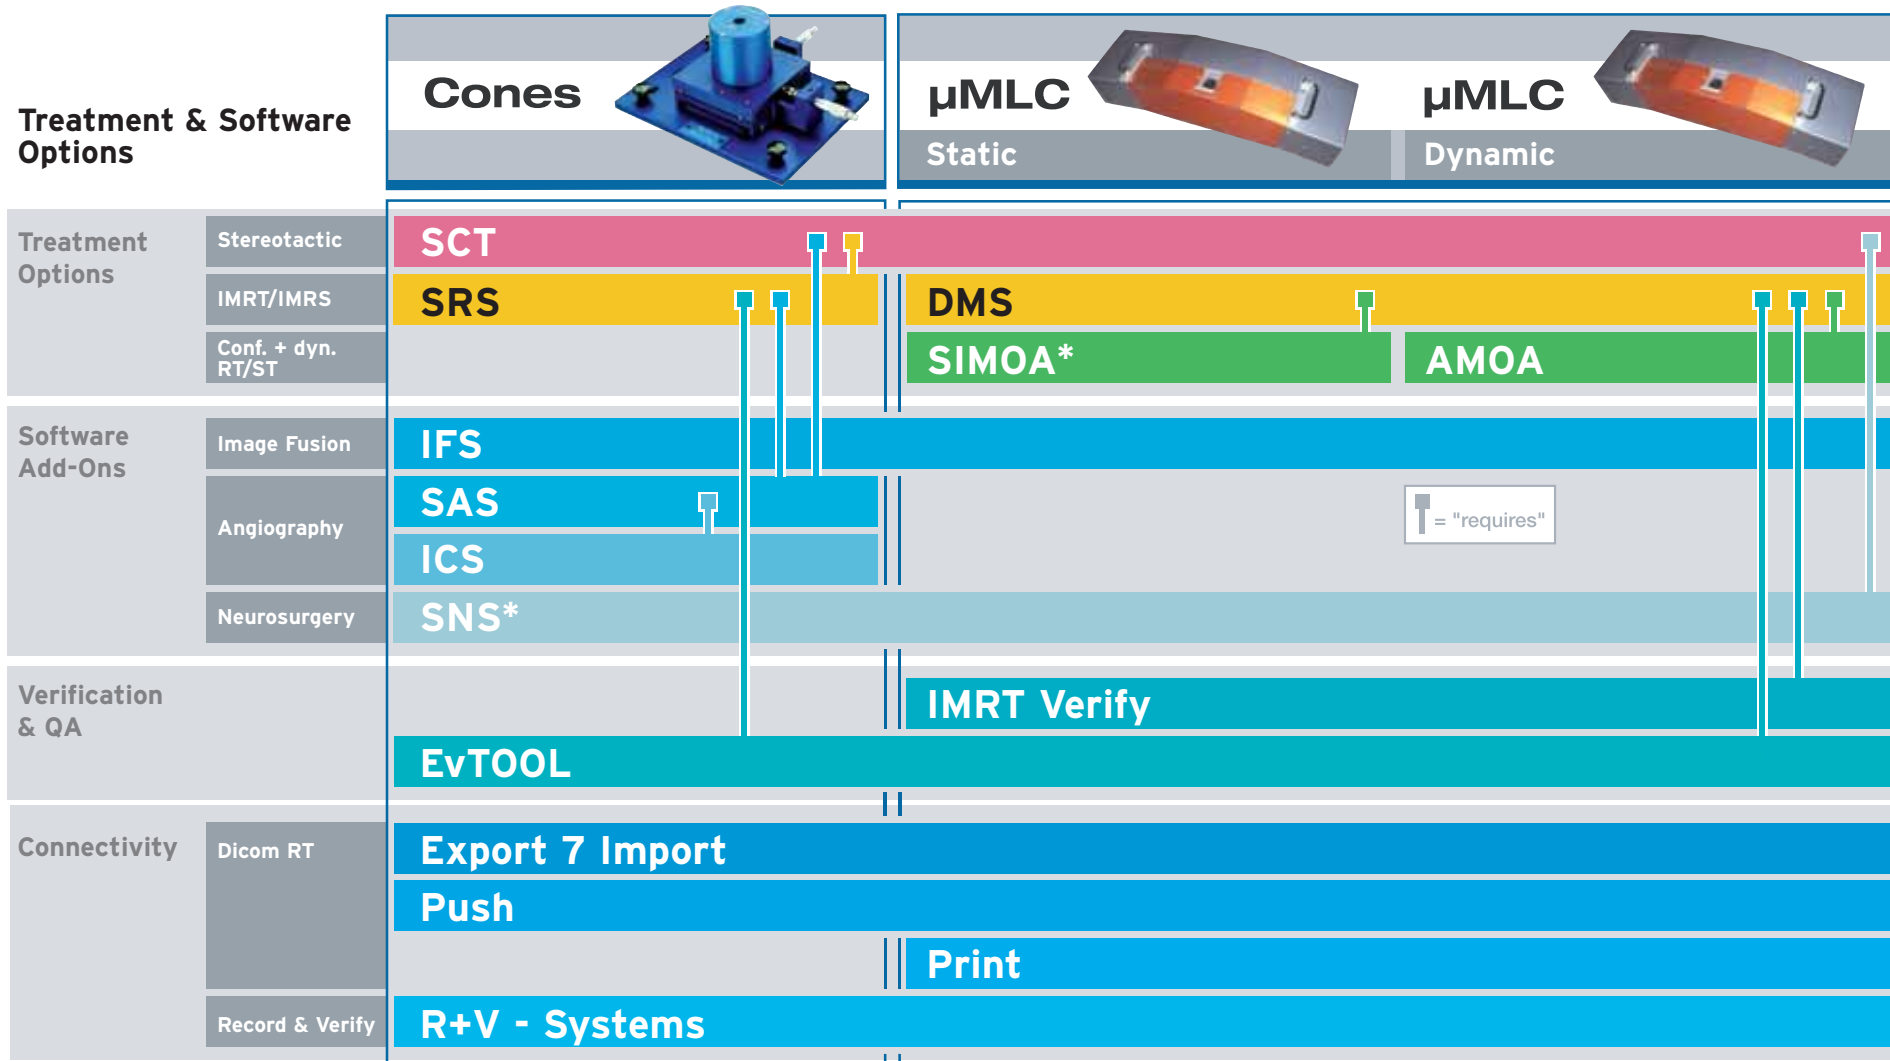 Treatment & Software
Options
Cones
µMLC
Static
µMLC
Dynamic
Treatment
Options
Stereotactic
SCT
IMRT/IMRS
SRS
DMS
Conf. + dyn.
RT/ST
SIMOA*
AMOA
Software
Add-Ons
Image Fusion
IFS
Angiography
SAS
= "requires"
ICS
Neurosurgery
SNS*
Verification
& QA
IMRT Verify
EvTOOL
Connectivity
Dicom RT
Export 7 Import
Push
Print
Record & Verify
R+V - Systems